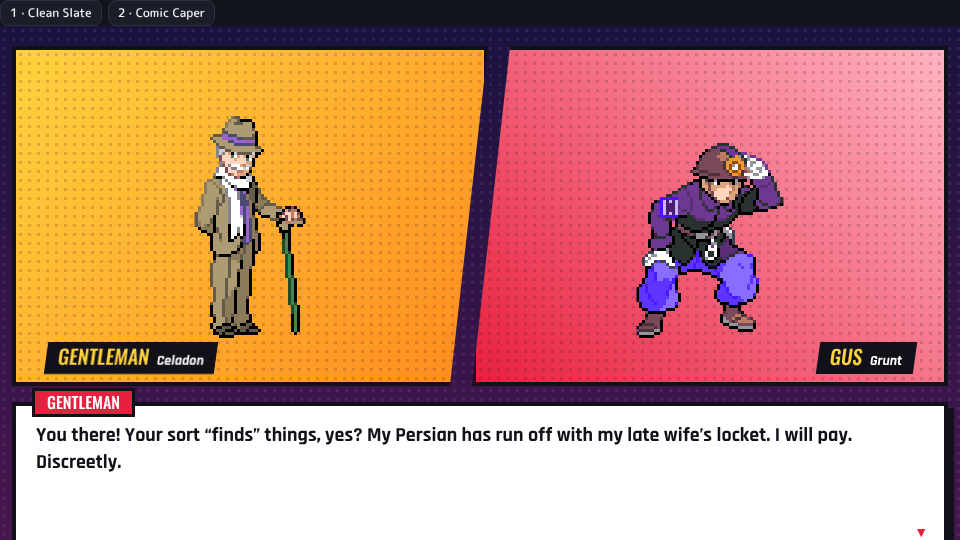 1 · Clean Slate
2 · Comic Caper
GENTLEMAN Celadon
GUS Grunt
GENTLEMAN
You there! Your sort “finds” things, yes? My Persian has run off with my late wife’s locket. I will pay.
Discreetly.